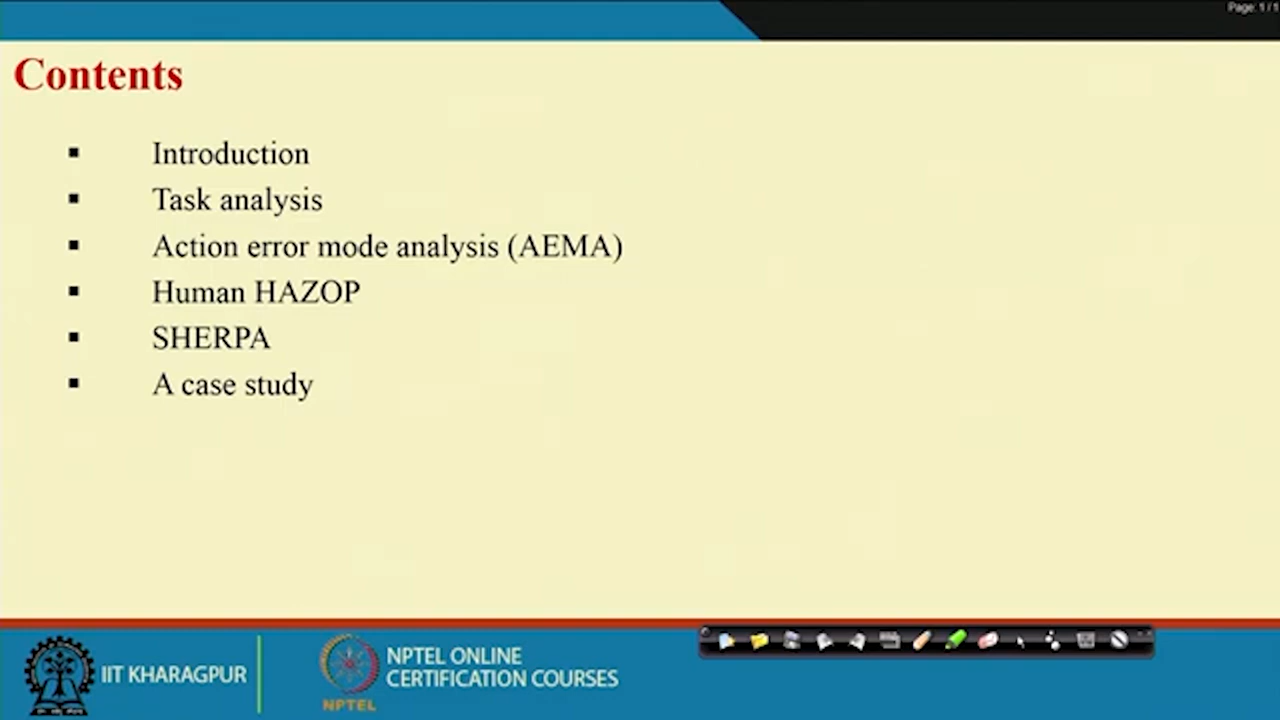 Page: 1 / 1
Contents
▪ Introduction
▪ Task analysis
▪ Action error mode analysis (AEMA)
▪ Human HAZOP
▪ SHERPA
▪ A case study
IIT KHARAGPUR
NPTEL
NPTEL ONLINE
CERTIFICATION COURSES